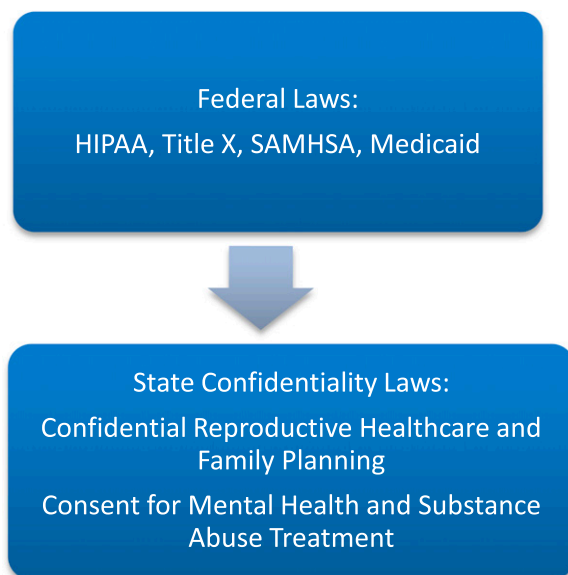 Federal Laws:
HIPAA, Title X, SAMHSA, Medicaid
State Confidentiality Laws:
Confidential Reproductive Healthcare and
Family Planning
Consent for Mental Health and Substance
Abuse Treatment